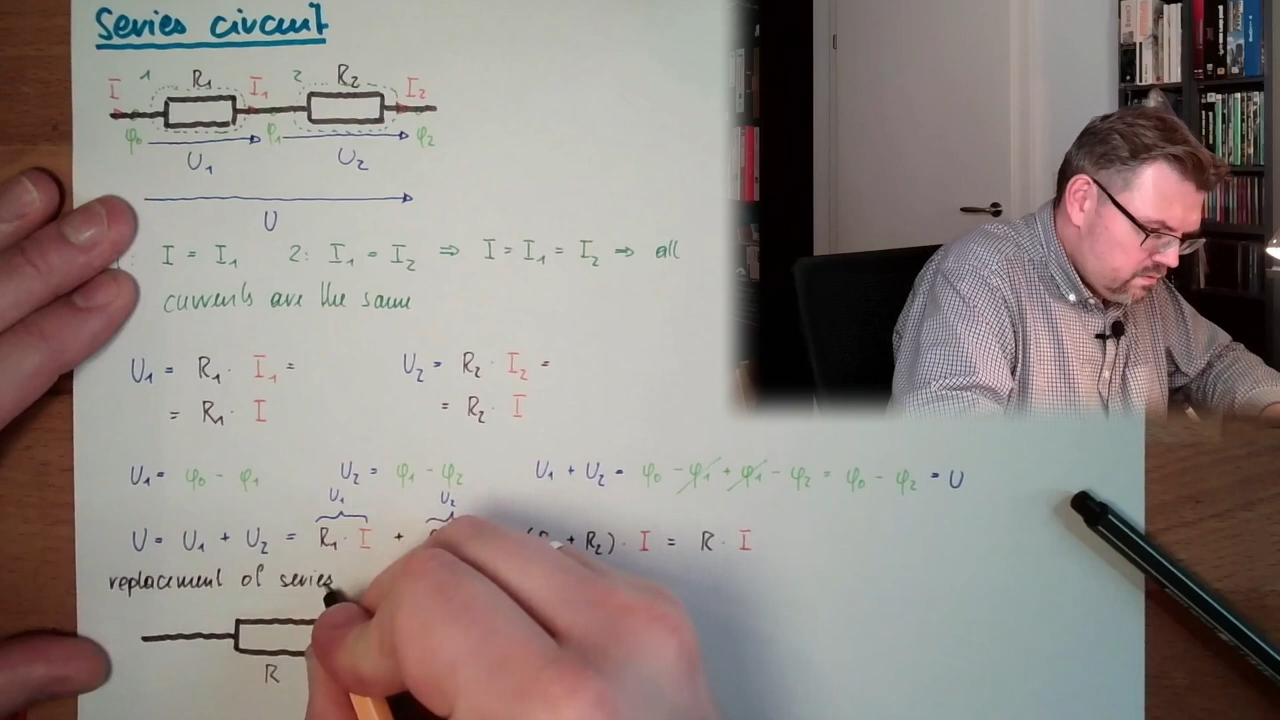 Series circuit
I 1 R₁ I₁ 2 R₂ I₂
φ₀ φ₁ φ₂
U₁ U₂
U
: I = I₁ 2: I₁ = I₂ ⇒ I = I₁ = I₂ ⇒ all
currents are the same
U₁ = R₁ · I₁ = U₂ = R₂ · I₂ =
= R₁ · I = R₂ · I
U₁ = φ₀ - φ₁ U₂ = φ₁ - φ₂ U₁ + U₂ = φ₀ - φ₁ + φ₁ - φ₂ = φ₀ - φ₂ = U
U₁ U₂
U = U₁ + U₂ = R₁ · I + + R₂) · I = R · I
replacement of series
R